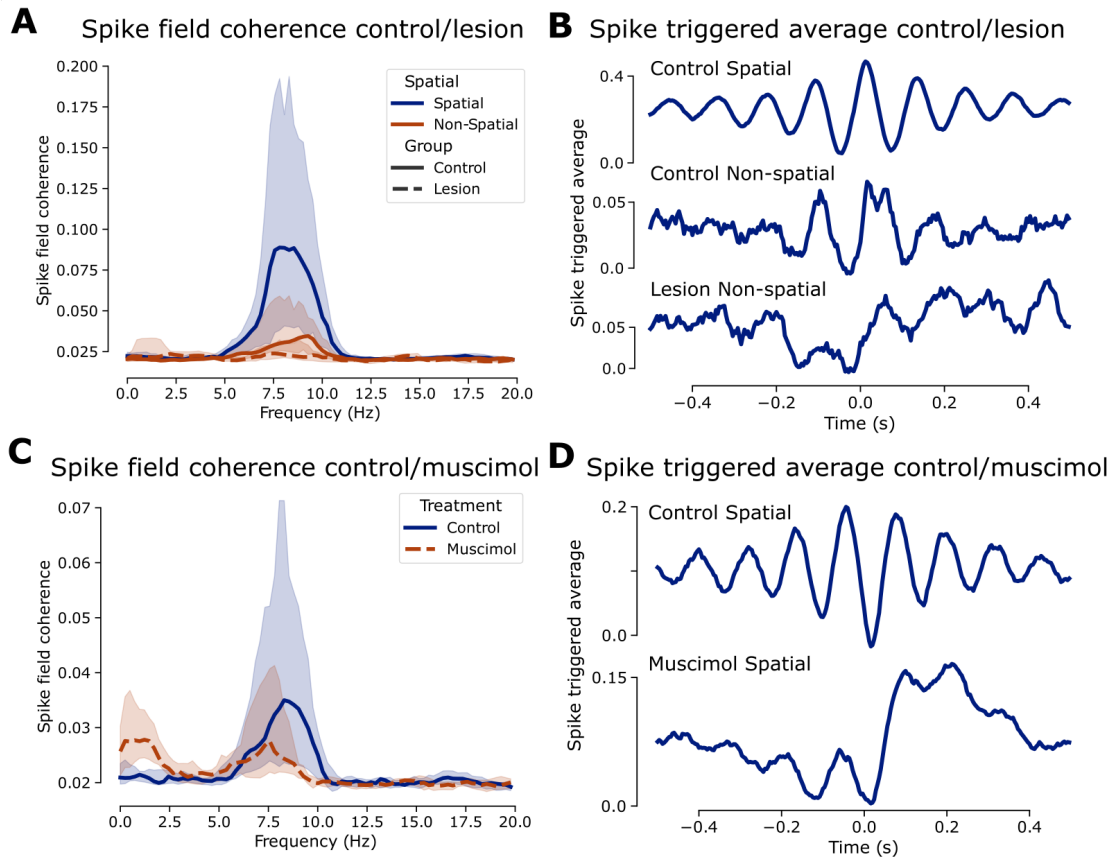 A
Spike field coherence control/lesion
0.200
0.175
0.150
0.125
0.100
0.075
0.050
0.025
Spike field coherence
Spatial
Spatial
Non-Spatial
Group
Control
Lesion
0.0 2.5 5.0 7.5 10.0 12.5 15.0 17.5 20.0
Frequency (Hz)
B
Spike triggered average control/lesion
Spike triggered average
Control Spatial
0.4
0.0
Control Non-spatial
0.05
0.0
Lesion Non-spatial
0.05
0.0
−0.4 −0.2 0.0 0.2 0.4
Time (s)
C
Spike field coherence control/muscimol
0.07
0.06
0.05
0.04
0.03
0.02
Spike field coherence
Treatment
Control
Muscimol
0.0 2.5 5.0 7.5 10.0 12.5 15.0 17.5 20.0
Frequency (Hz)
D
Spike triggered average control/muscimol
Spike triggered average
0.2
Control Spatial
0.0
Muscimol Spatial
0.15
0.0
−0.4 −0.2 0.0 0.2 0.4
Time (s)